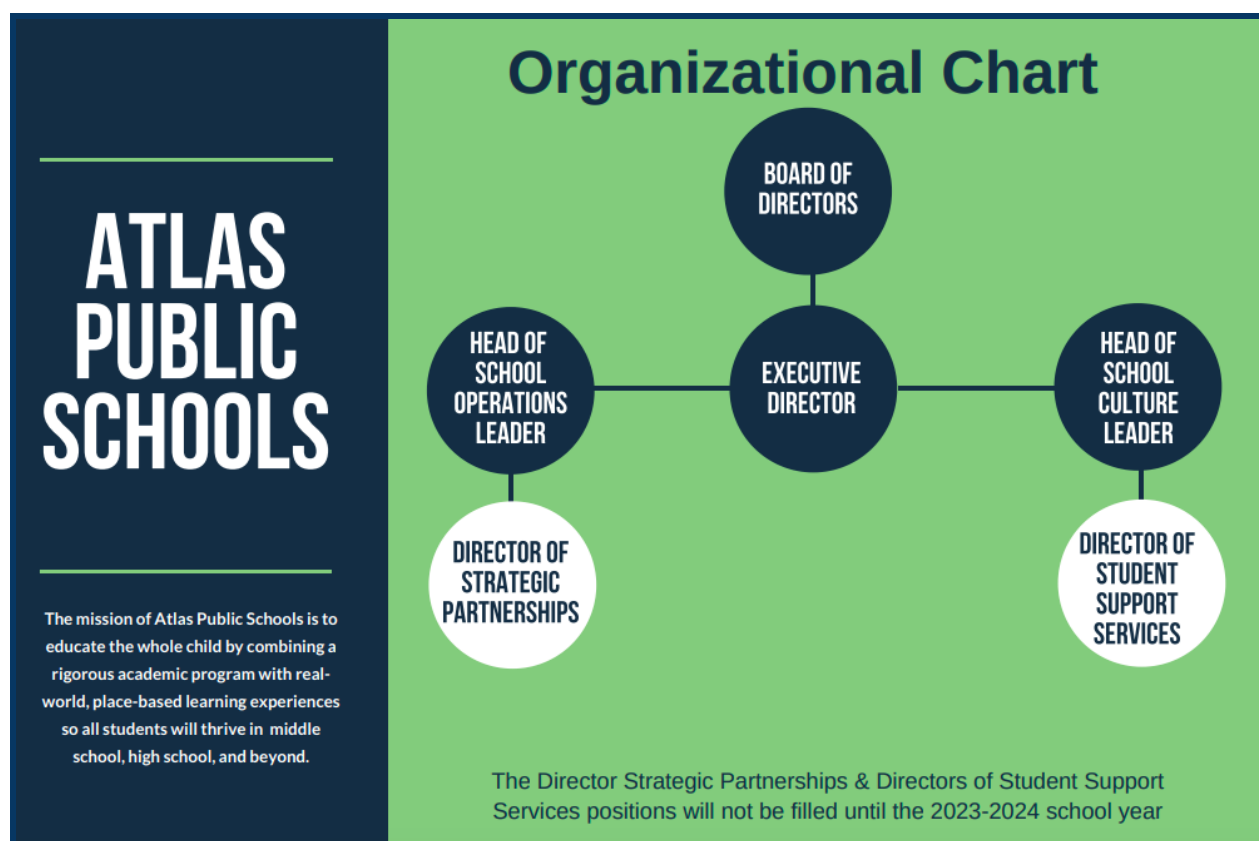 ATLAS
PUBLIC
SCHOOLS
The mission of Atlas Public Schools is to
educate the whole child by combining a
rigorous academic program with real-
world, place-based learning experiences
so all students will thrive in middle
school, high school, and beyond.
Organizational Chart
BOARD OF
DIRECTORS
HEAD OF
SCHOOL
OPERATIONS
LEADER
EXECUTIVE
DIRECTOR
HEAD OF
SCHOOL
CULTURE
LEADER
DIRECTOR OF
STRATEGIC
PARTNERSHIPS
DIRECTOR OF
STUDENT
SUPPORT
SERVICES
The Director Strategic Partnerships & Directors of Student Support
Services positions will not be filled until the 2023-2024 school year